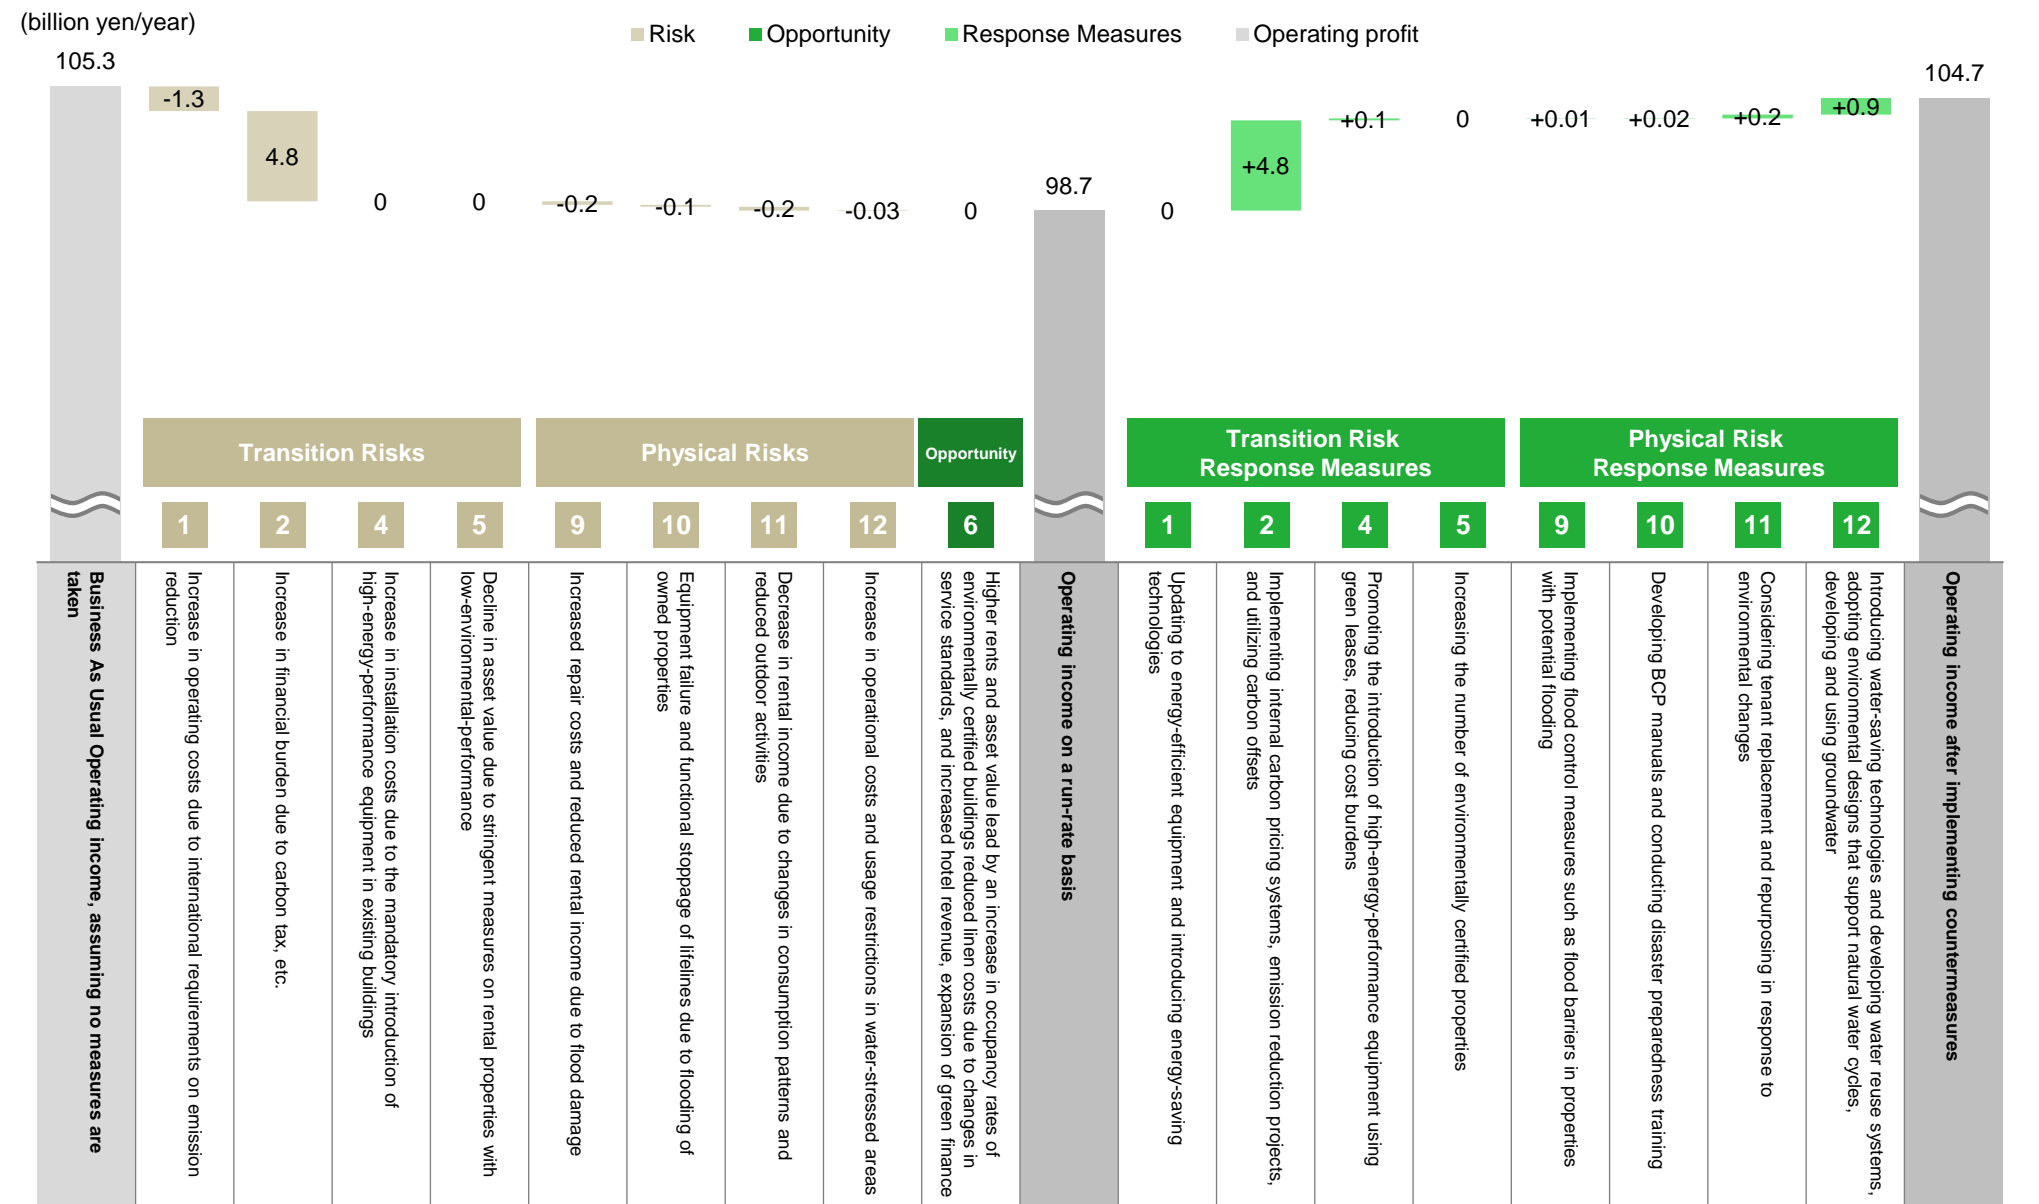 (billion yen/year)
Risk
Opportunity
Response Measures
Operating profit
105.3
-1.3
4.8
0
0
-0.2
-0.1
-0.2
-0.03
0
98.7
0
+4.8
+0.1
0
+0.01
+0.02
+0.2
+0.9
104.7
Transition Risks
Physical Risks
Opportunity
Transition Risk
Response Measures
Physical Risk
Response Measures
1
2
4
5
9
10
11
12
6
1
2
4
5
9
10
11
12
Business As Usual Operating income, assuming no measures are
taken
Increase in operating costs due to international requirements on emission
reduction
Increase in financial burden due to carbon tax, etc.
Increase in installation costs due to the mandatory introduction of
high-energy-performance equipment in existing buildings
Decline in asset value due to stringent measures on rental properties with
low-environmental-performance
Increased repair costs and reduced rental income due to flood damage
Equipment failure and functional stoppage of lifelines due to flooding of
owned properties
Decrease in rental income due to changes in consumption patterns and
reduced outdoor activities
Increase in operational costs and usage restrictions in water-stressed areas
Higher rents and asset value lead by an increase in occupancy rates of
environmentally certified buildings reduced linen costs due to changes in
service standards, and increased hotel revenue, expansion of green finance
Operating income on a run-rate basis
Updating to energy-efficient equipment and introducing energy-saving
technologies
Implementing internal carbon pricing systems, emission reduction projects,
and utilizing carbon offsets
Promoting the introduction of high-energy-performance equipment using
green leases, reducing cost burdens
Increasing the number of environmentally certified properties
Implementing flood control measures such as flood barriers in properties
with potential flooding
Developing BCP manuals and conducting disaster preparedness training
Considering tenant replacement and repurposing in response to
environmental changes
Introducing water-saving technologies and developing water reuse systems,
adopting environmental designs that support natural water cycles,
developing and using groundwater
Operating income after implementing countermeasures